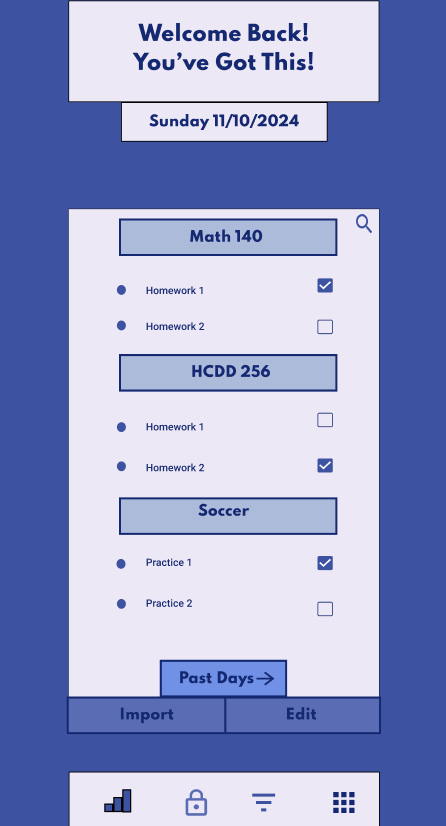 Welcome Back!
You’ve Got This!
Sunday 11/10/2024
Math 140
Homework 1
Homework 2
HCDD 256
Homework 1
Homework 2
Soccer
Practice 1
Practice 2
Past Days
Import
Edit